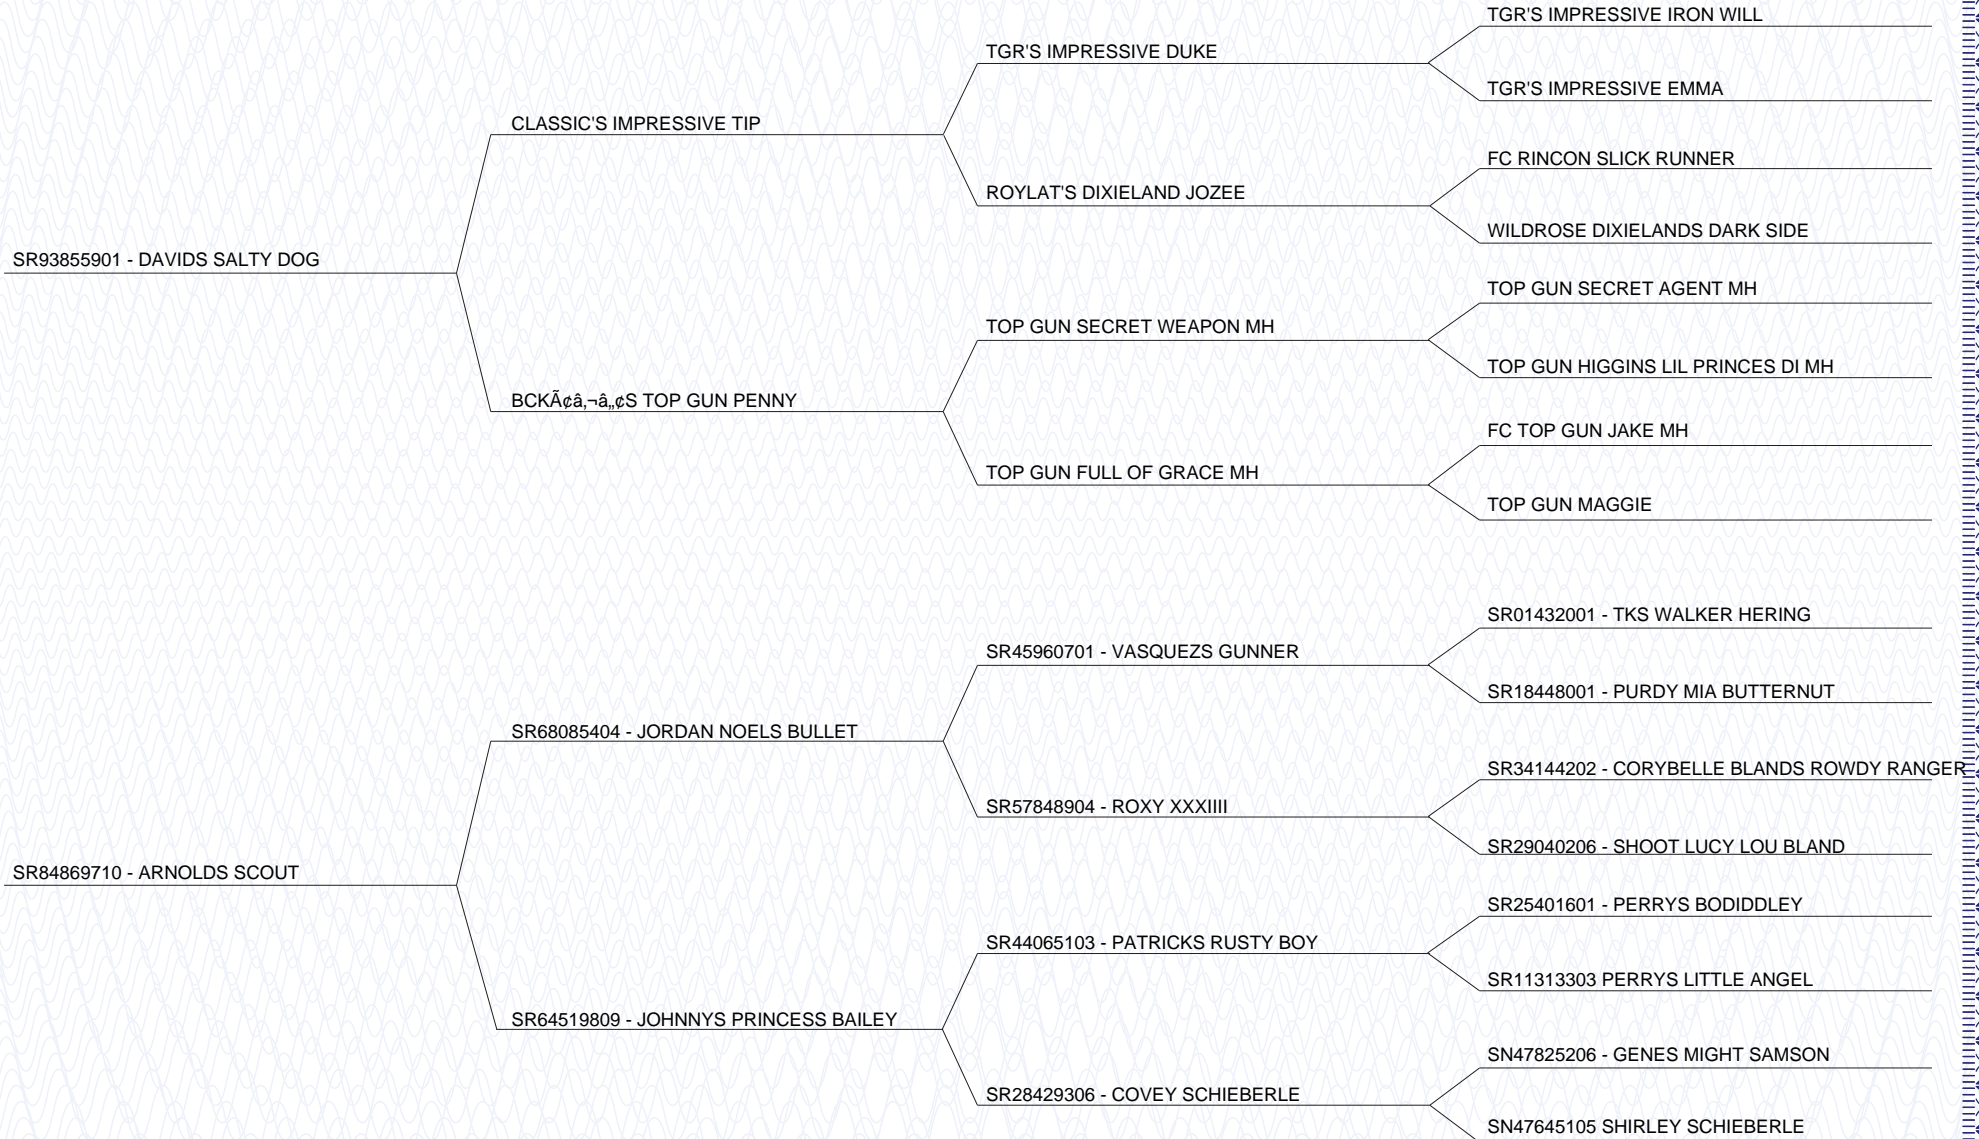 TGR'S IMPRESSIVE IRON WILL
TGR'S IMPRESSIVE DUKE
TGR'S IMPRESSIVE EMMA
CLASSIC'S IMPRESSIVE TIP
FC RINCON SLICK RUNNER
ROYLAT'S DIXIELAND JOZEE
WILDROSE DIXIELANDS DARK SIDE
SR93855901 - DAVIDS SALTY DOG
TOP GUN SECRET AGENT MH
TOP GUN SECRET WEAPON MH
TOP GUN HIGGINS LIL PRINCES DI MH
BCKÃ¢â‚¬â„¢S TOP GUN PENNY
FC TOP GUN JAKE MH
TOP GUN FULL OF GRACE MH
TOP GUN MAGGIE
SR01432001 - TKS WALKER HERING
SR45960701 - VASQUEZS GUNNER
SR18448001 - PURDY MIA BUTTERNUT
SR68085404 - JORDAN NOELS BULLET
SR34144202 - CORYBELLE BLANDS ROWDY RANGER
SR57848904 - ROXY XXXIIII
SR29040206 - SHOOT LUCY LOU BLAND
SR84869710 - ARNOLDS SCOUT
SR25401601 - PERRYS BODIDDLEY
SR44065103 - PATRICKS RUSTY BOY
SR11313303 PERRYS LITTLE ANGEL
SR64519809 - JOHNNYS PRINCESS BAILEY
SN47825206 - GENES MIGHT SAMSON
SR28429306 - COVEY SCHIEBERLE
SN47645105 SHIRLEY SCHIEBERLE